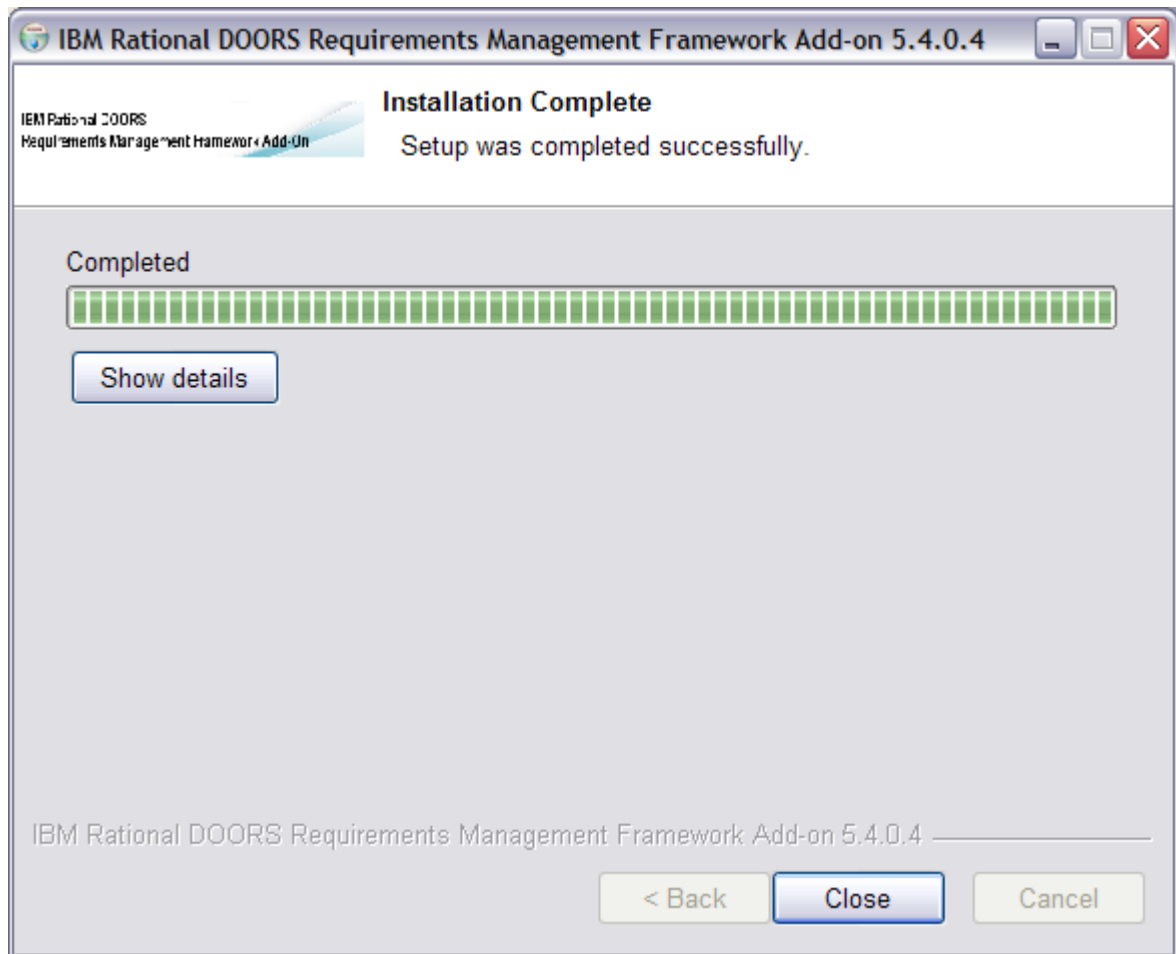 IBM Rational DOORS Requirements Management Framework Add-on 5.4.0.4
IBM Rational DOORS
Requirements Management Framework Add-On
Installation Complete
Setup was completed successfully.
Completed
Show details
IBM Rational DOORS Requirements Management Framework Add-on 5.4.0.4
< Back
Close
Cancel